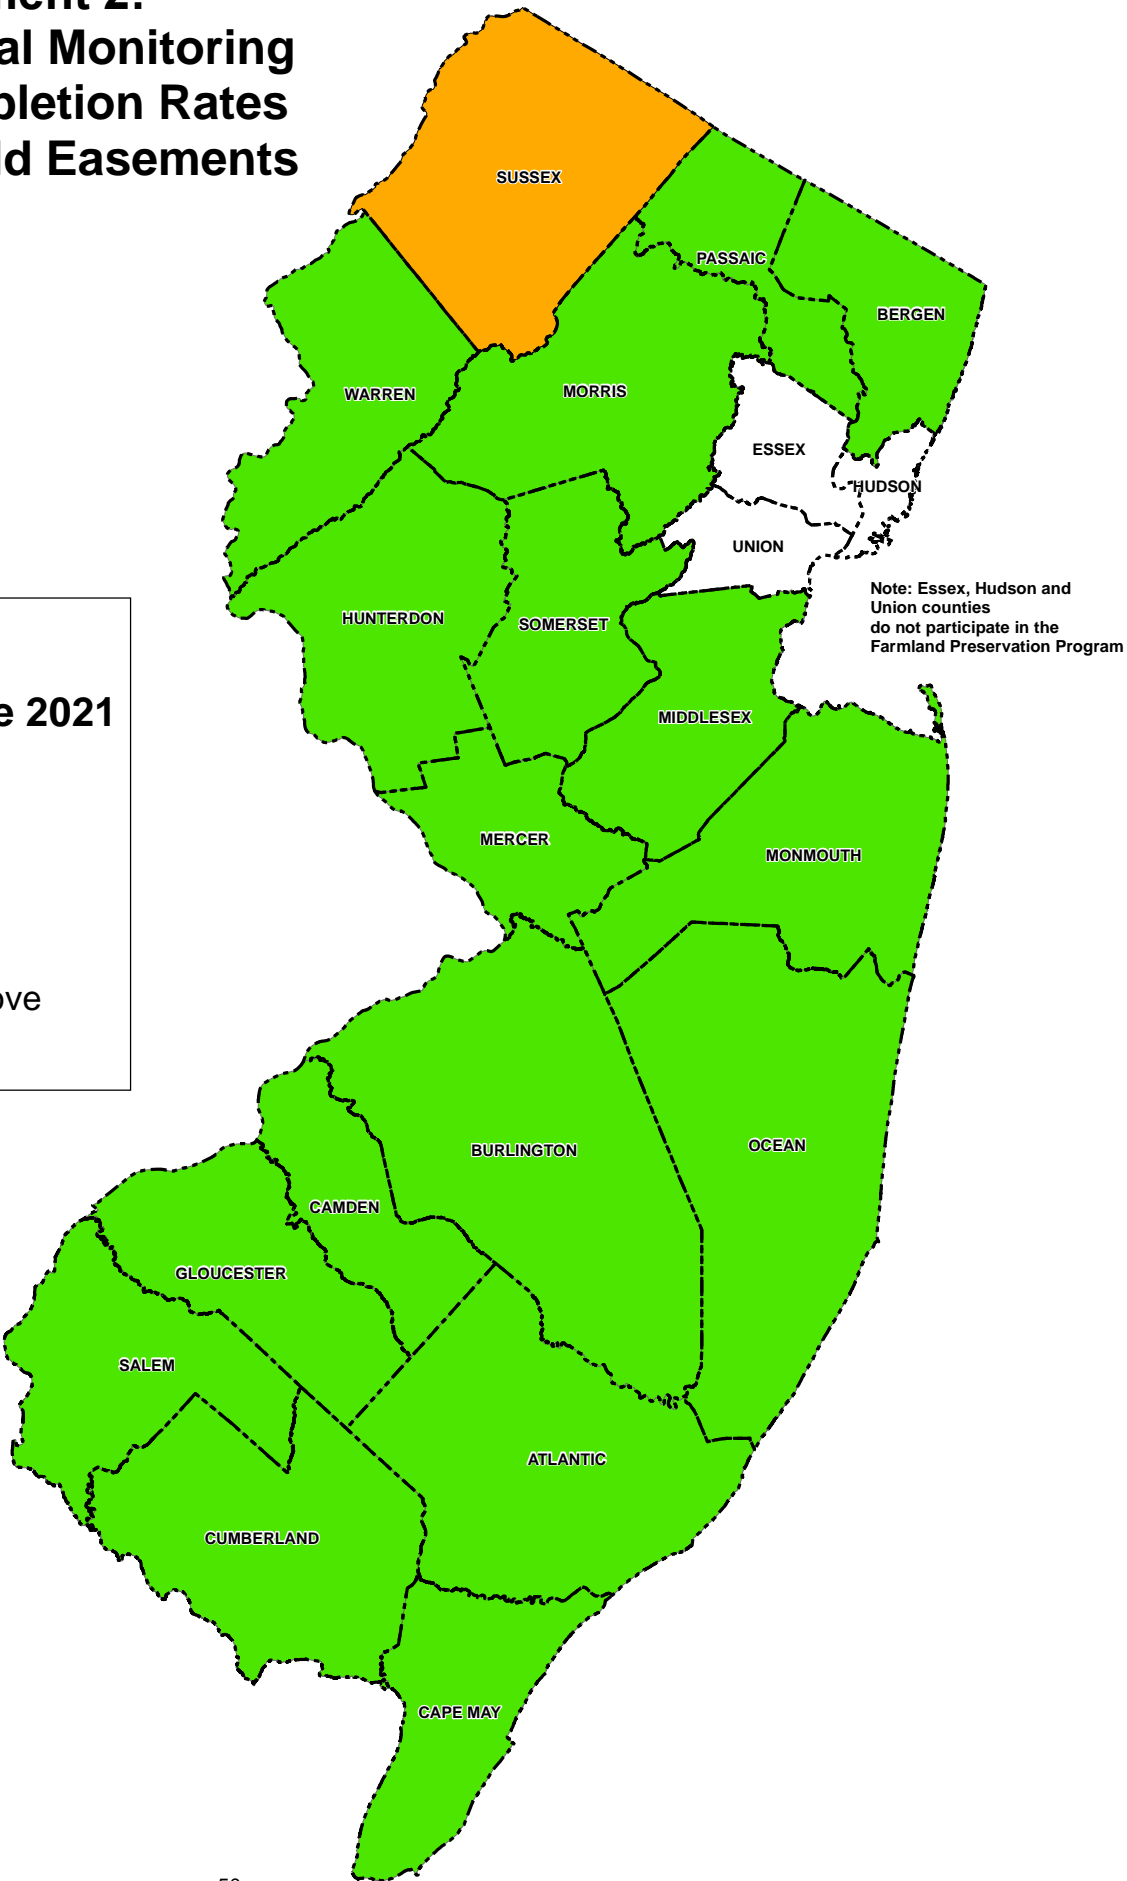 al Monitoring
Rates
Easements
SUSSEX
PASSAIC
BERGEN
WARREN
MORRIS
ESSEX
HUDSON
UNION
Note: Essex, Hudson and
Union counties
do not participate in the
Farmland Preservation Program
HUNTERDON
SOMERSET
2021
MIDDLESEX
MERCER
MONMOUTH
BURLINGTON
OCEAN
CAMDEN
GLOUCESTER
SALEM
ATLANTIC
CUMBERLAND
CAPE MAY